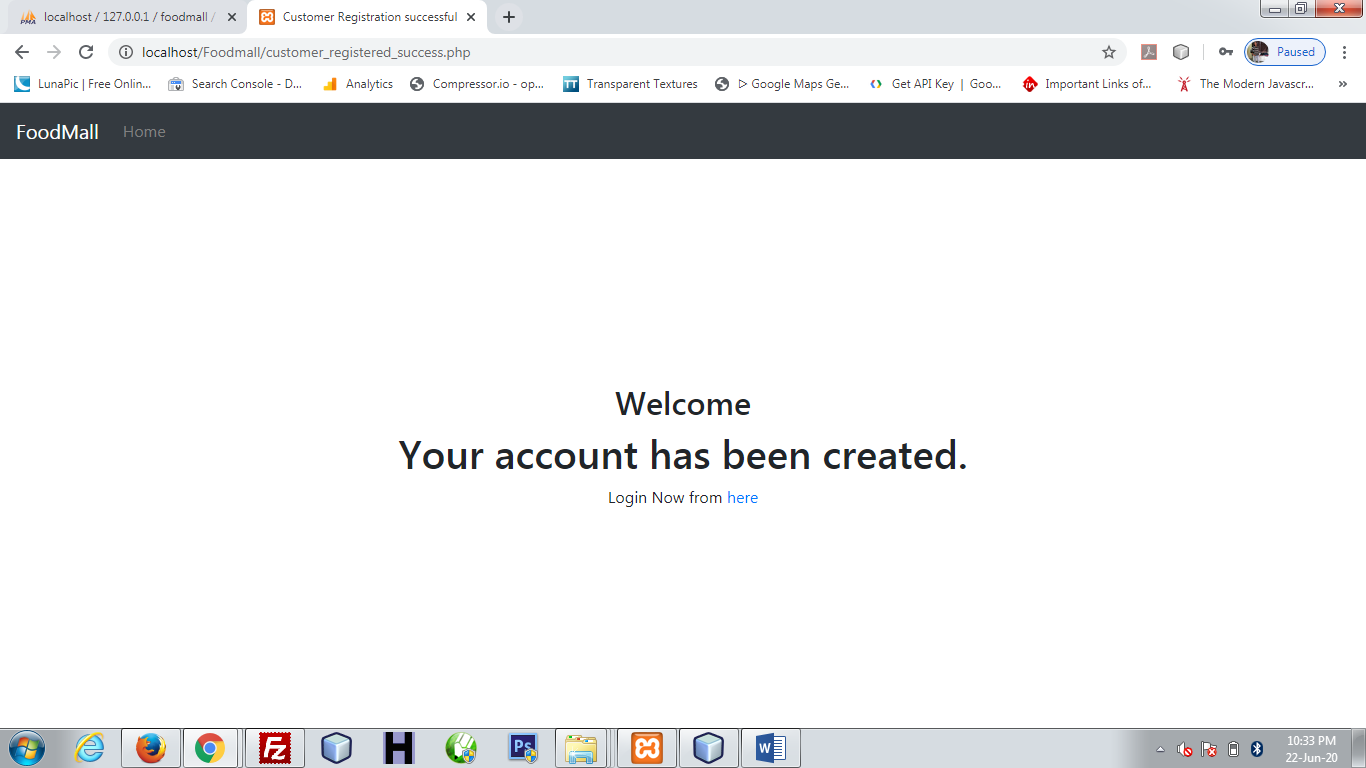 localhost / 127.0.0.1 / foodmall /
Customer Registration successful
localhost/Foodmall/customer_registered_success.php
Paused
LunaPic | Free Onlin...
Search Console - D...
Analytics
Compressor.io - op...
TT
Transparent Textures
ᐅ Google Maps Ge...
Get API Key | Goo...
Important Links of...
The Modern Javascr...
»
FoodMall
Home
Welcome
Your account has been created.
Login Now from here
10:33 PM
22-Jun-20